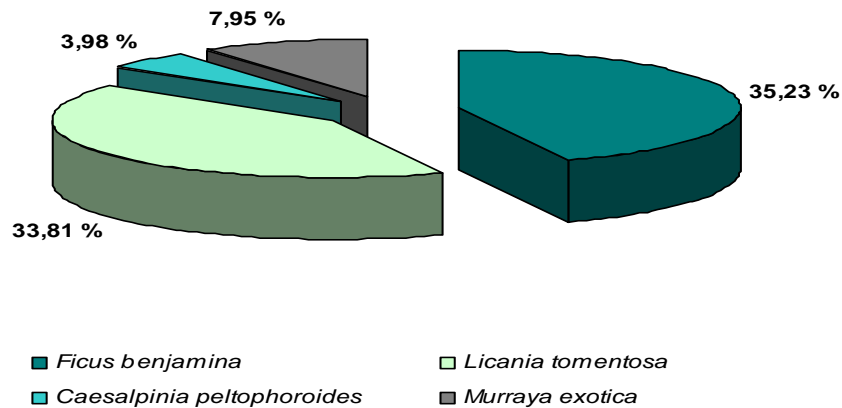 7,95 %
3,98 %
35,23 %
33,81 %
Ficus benjamina
Licania tomentosa
Caesalpinia peltophoroides
Murraya exotica